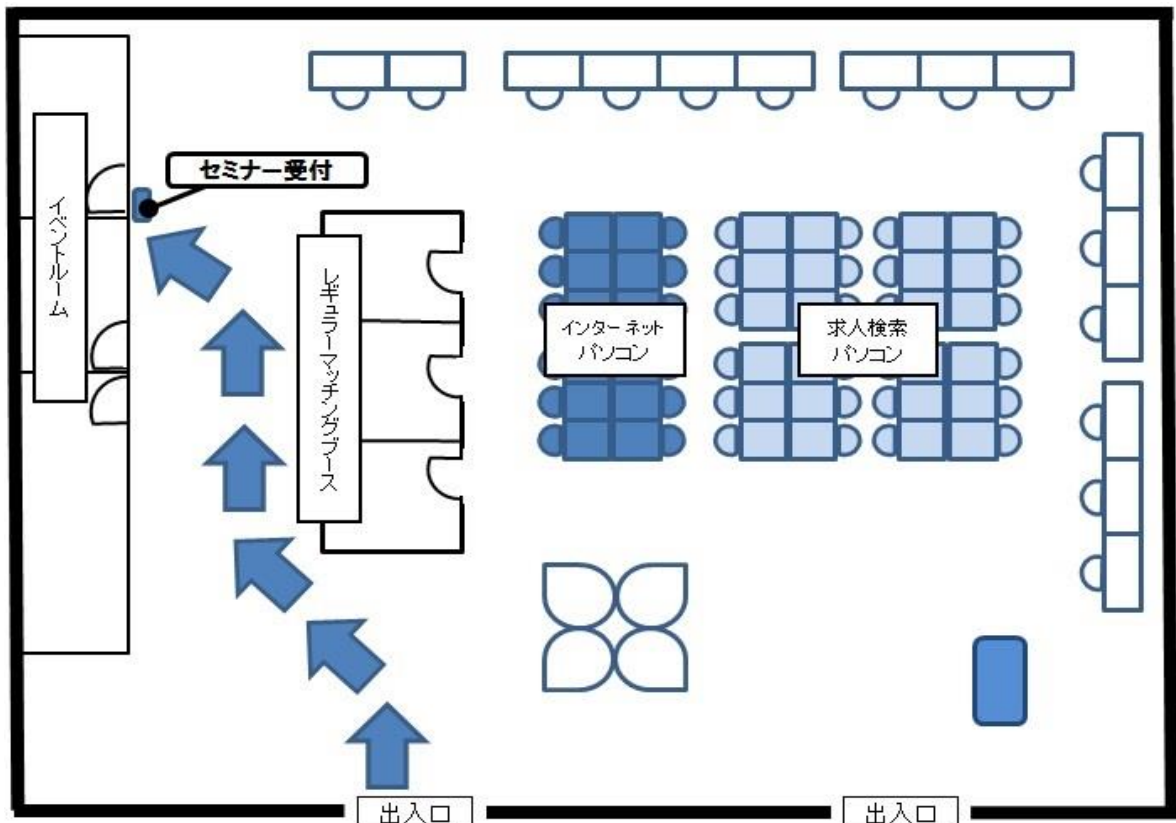 セミナー受付
イベントルーム
レギュラーマッチングブース
インターネット
パソコン
求人検索
パソコン
出入口
出入口